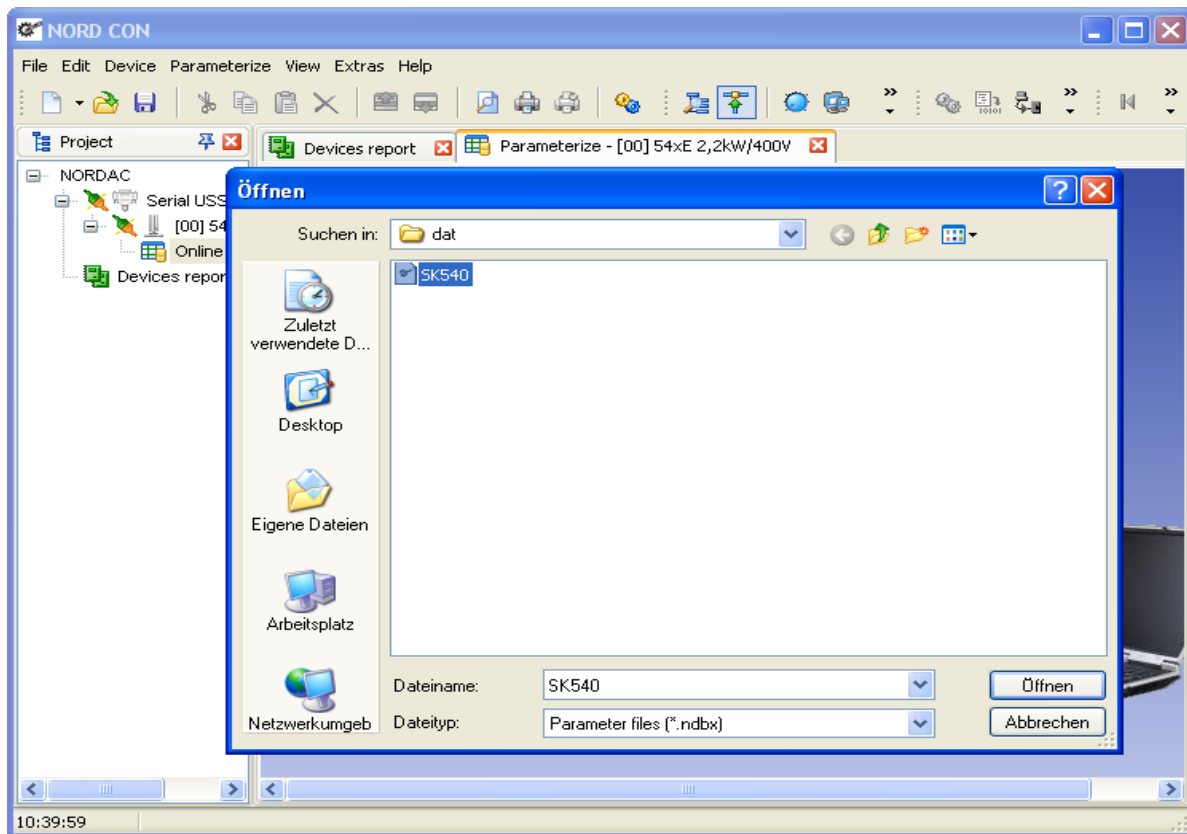 NORD CON
File Edit Device Parameterize View Extras Help
Project
Devices report
Parameterize - [00] 54xE 2,2kW/400V
NORDAC
Serial USS
[00] 54
Online
Devices repor
Öffnen
Suchen in:
dat
SK540
Zuletzt
verwendete D...
Desktop
Eigene Dateien
Arbeitsplatz
Netzwerkumgeb
Dateiname:
SK540
Öffnen
Dateityp:
Parameter files (*.ndbx)
Abbrechen
10:39:59